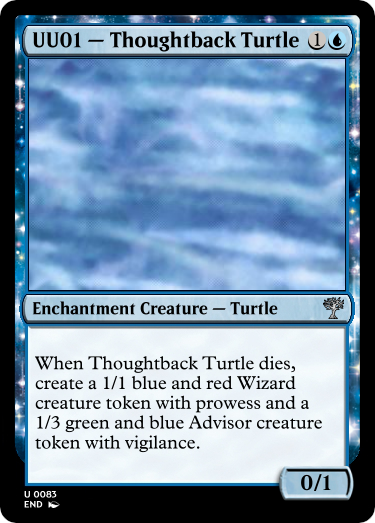 UU01 — Thoughtback Turtle 1
Enchantment Creature — Turtle
When Thoughtback Turtle dies,
create a 1/1 blue and red Wizard
creature token with prowess and a
1/3 green and blue Advisor creature
token with vigilance.
0/1
U 0083
END